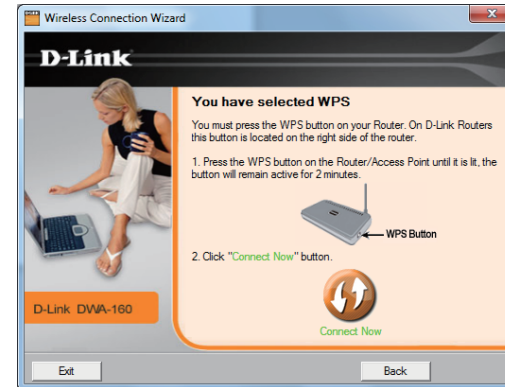 Wireless Connection Wizard
D-Link
You have selected WPS
You must press the WPS button on your Router. On D-Link Routers
this button is located on the right side of the router.
1. Press the WPS button on the Router/Access Point until it is lit, the
button will remain active for 2 minutes.
WPS Button
2. Click "Connect Now" button.
D-Link DWA-160
Connect Now
Exit
Back